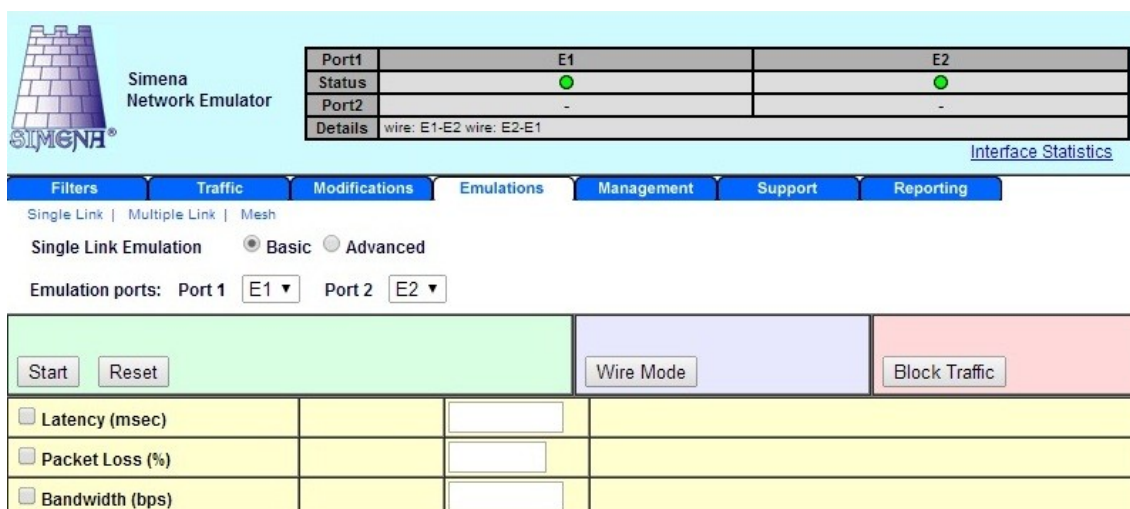 SIMENA®
Simena
Network Emulator
Port1 E1 E2
Status
Port2 - -
Details wire: E1-E2 wire: E2-E1
Interface Statistics
Filters Traffic Modifications Emulations Management Support Reporting
Single Link | Multiple Link | Mesh
Single Link Emulation Basic Advanced
Emulation ports: Port 1 E1 Port 2 E2
Start Reset Wire Mode Block Traffic
Latency (msec)
Packet Loss (%)
Bandwidth (bps)